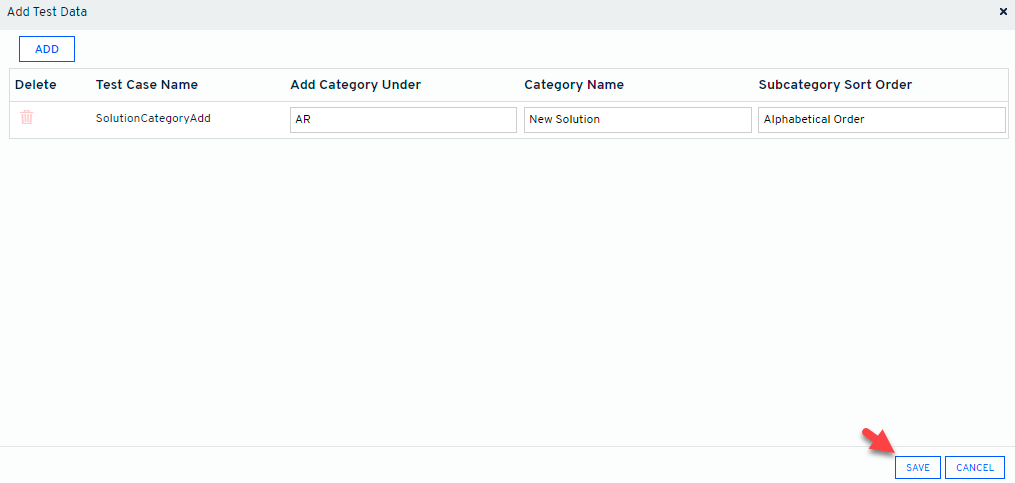 Add Test Data
ADD
Delete Test Case Name Add Category Under Category Name Subcategory Sort Order
SolutionCategoryAdd AR New Solution Alphabetical Order
SAVE CANCEL